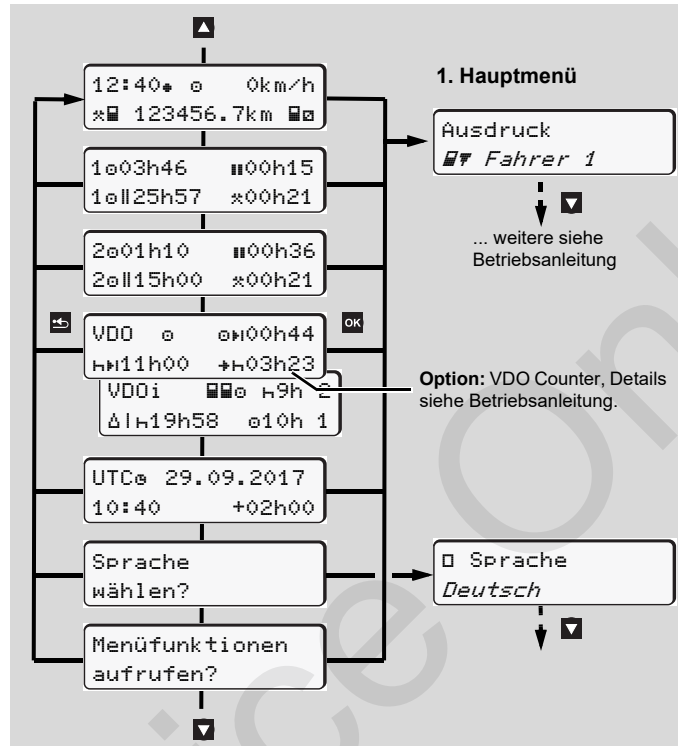 12:40 0km/h
123456.7km
1. Hauptmenü
Ausdruck
Fahrer 1
... weitere siehe
Betriebsanleitung
1 03h46 00h15
1 25h57 00h21
2 01h10 00h36
2 15h00 00h21
OK
VDO 00h44
11h00 03h23
VDOi 9h 2
19h58 10h 1
Option: VDO Counter, Details
siehe Betriebsanleitung.
UTC 29.09.2017
10:40 +02h00
Sprache
wählen?
Sprache
Deutsch
Menüfunktionen
aufrufen?